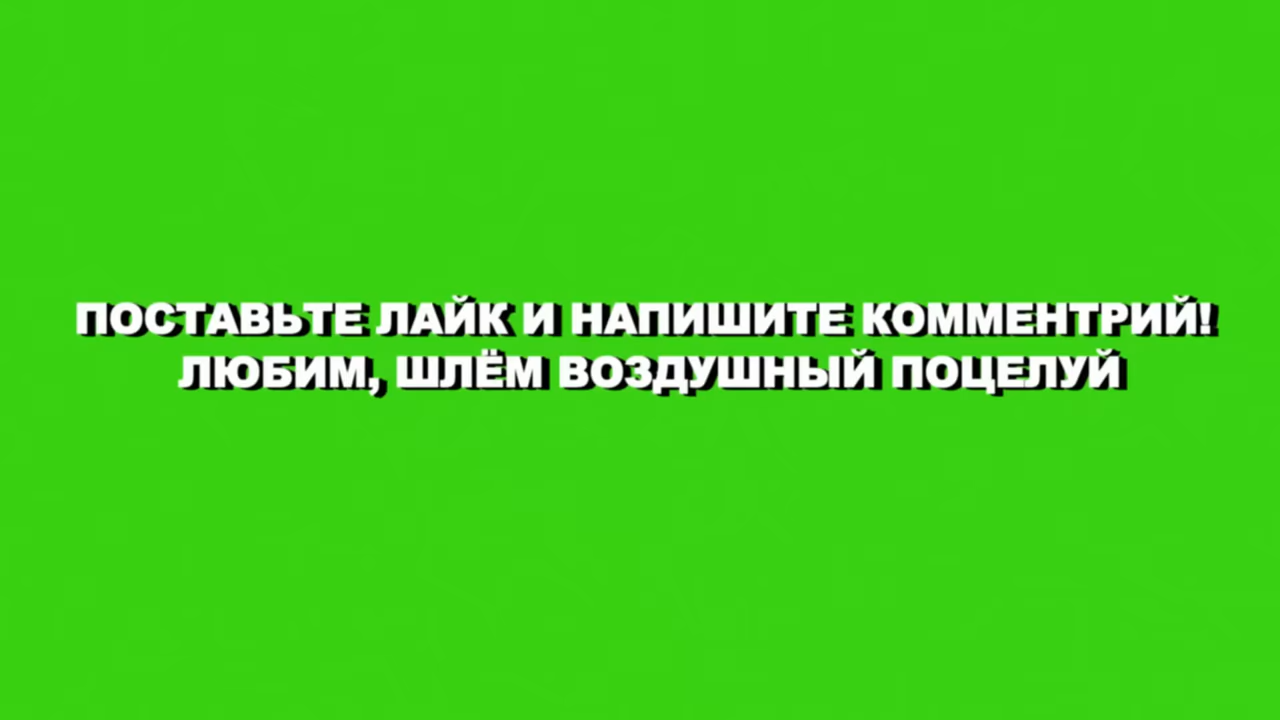 ПОСТАВЬТЕ ЛАЙК И НАПИШИТЕ КОММЕНТРИЙ!
ЛЮБИМ, ШЛЁМ ВОЗДУШНЫЙ ПОЦЕЛУЙ